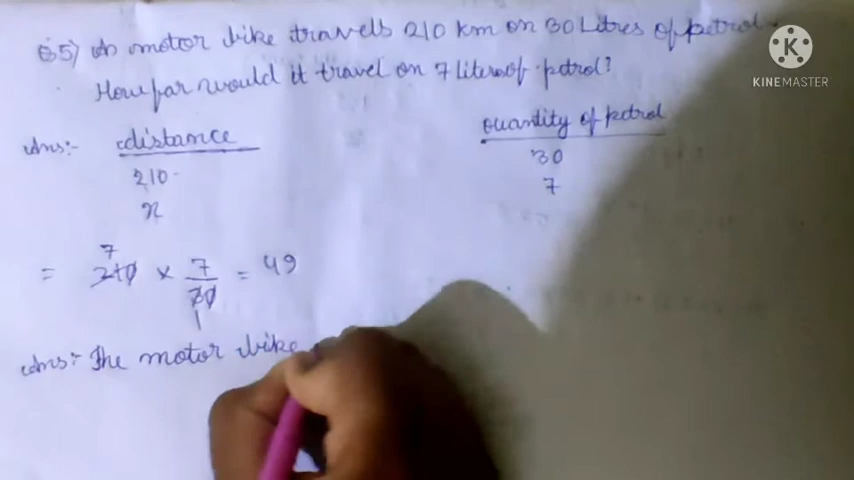 Q5) A motor bike travels 210 km on 30 Litres of petrol.
How far would it travel on 7 liters of petrol?
Ans:- distance quantity of petrol
210 30
x 7
= 210 × 7/30 = 49
7
1
Ans:- The motor bike
K
KINEMASTER